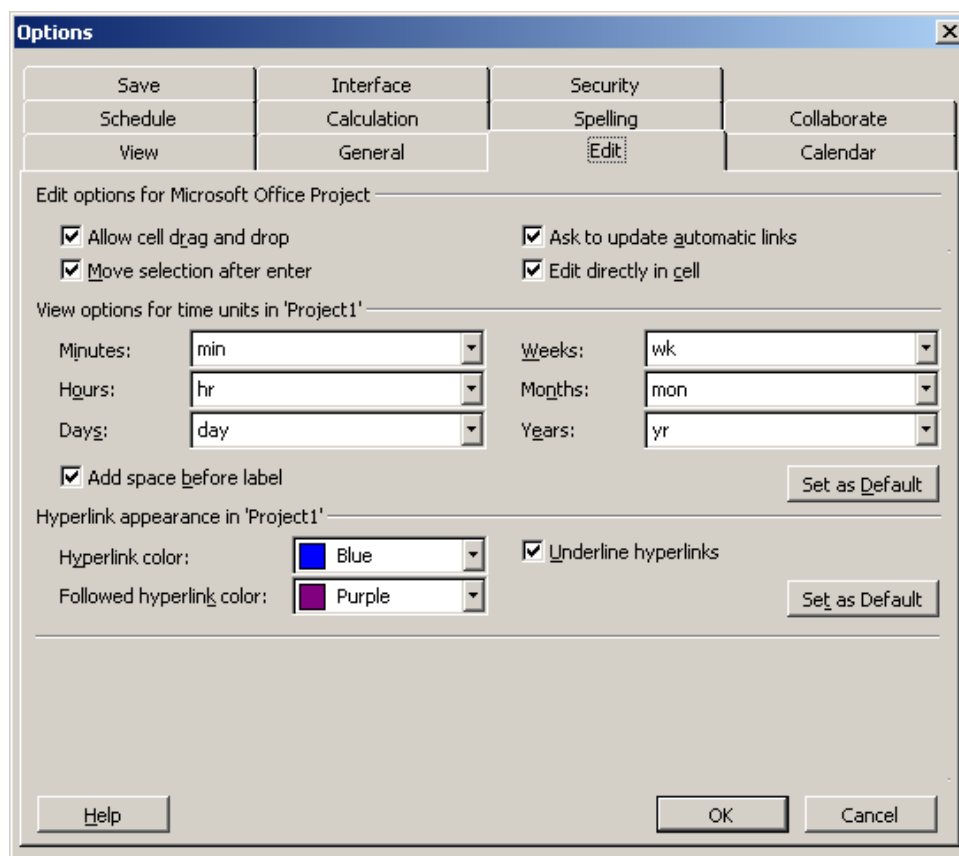 Options
Save Interface Security
Schedule Calculation Spelling Collaborate
View General Edit Calendar
Edit options for Microsoft Office Project
Allow cell drag and drop Ask to update automatic links
Move selection after enter Edit directly in cell
View options for time units in 'Project1'
Minutes: min Weeks: wk
Hours: hr Months: mon
Days: day Years: yr
Add space before label Set as Default
Hyperlink appearance in 'Project1'
Hyperlink color: Blue Underline hyperlinks
Followed hyperlink color: Purple Set as Default
Help OK Cancel